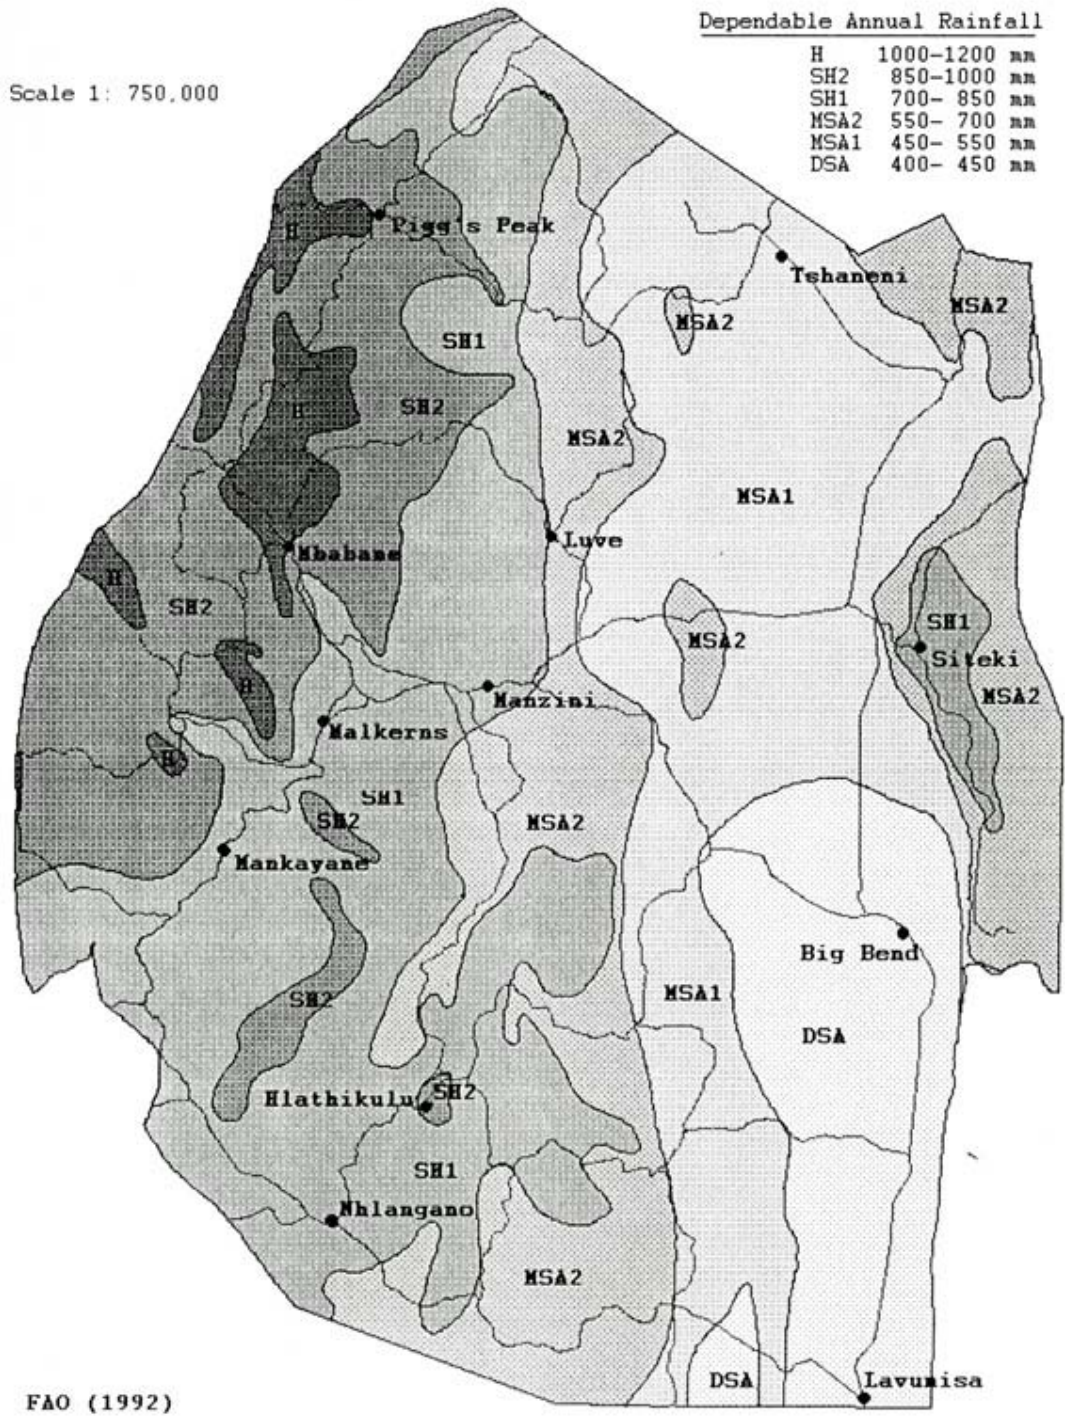 Dependable Annual Rainfall
H 1000-1200 mm
SH2 850-1000 mm
SH1 700- 850 mm
MSA2 550- 700 mm
MSA1 450- 550 mm
DSA 400- 450 mm
Scale 1: 750,000
H
Pigg's Peak
Tshaneni
MSA2
MSA2
SH1
H
SH2
MSA2
MSA1
Luve
Mbabane
H
SH2
SH1
MSA2
Siteki
H
Manzini
MSA2
Malkerns
H
SH1
SH2
MSA2
Mankayane
Big Bend
SH2
MSA1
DSA
Hlathikulu
SH2
SH1
Nhlangano
MSA2
DSA
Lavumisa
FAO (1992)